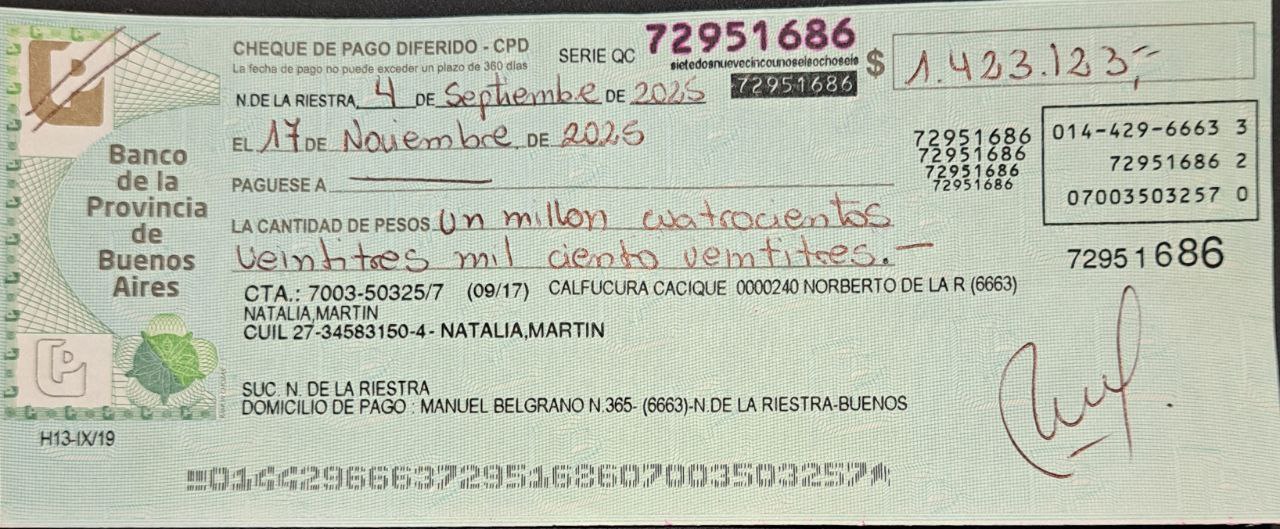 CHEQUE DE PAGO DIFERIDO - CPD
La fecha de pago no puede exceder un plazo de 360 días
SERIE QC 72951686
sietedosnuevecincounoseisochoseis
72951686
$ 1.423.123,-
N.DE LA RIESTRA, 4 DE Septiembre DE 2025
EL 17 DE Noviembre DE 2025
PAGUESE A
72951686
72951686
72951686
72951686
014-429-6663 3
72951686 2
07003503257 0
Banco
de la
Provincia
de
Buenos
Aires
LA CANTIDAD DE PESOS Un millon cuatrocientos
veintitres mil ciento veintitres.-
72951686
CTA.: 7003-50325/7 (09/17) CALFUCURA CACIQUE 0000240 NORBERTO DE LA R (6663)
NATALIA,MARTIN
CUIL 27-34583150-4- NATALIA,MARTIN
SUC. N. DE LA RIESTRA
DOMICILIO DE PAGO : MANUEL BELGRANO N.365- (6663)-N.DE LA RIESTRA-BUENOS
H13-IX/19
01442966637295168607003503257